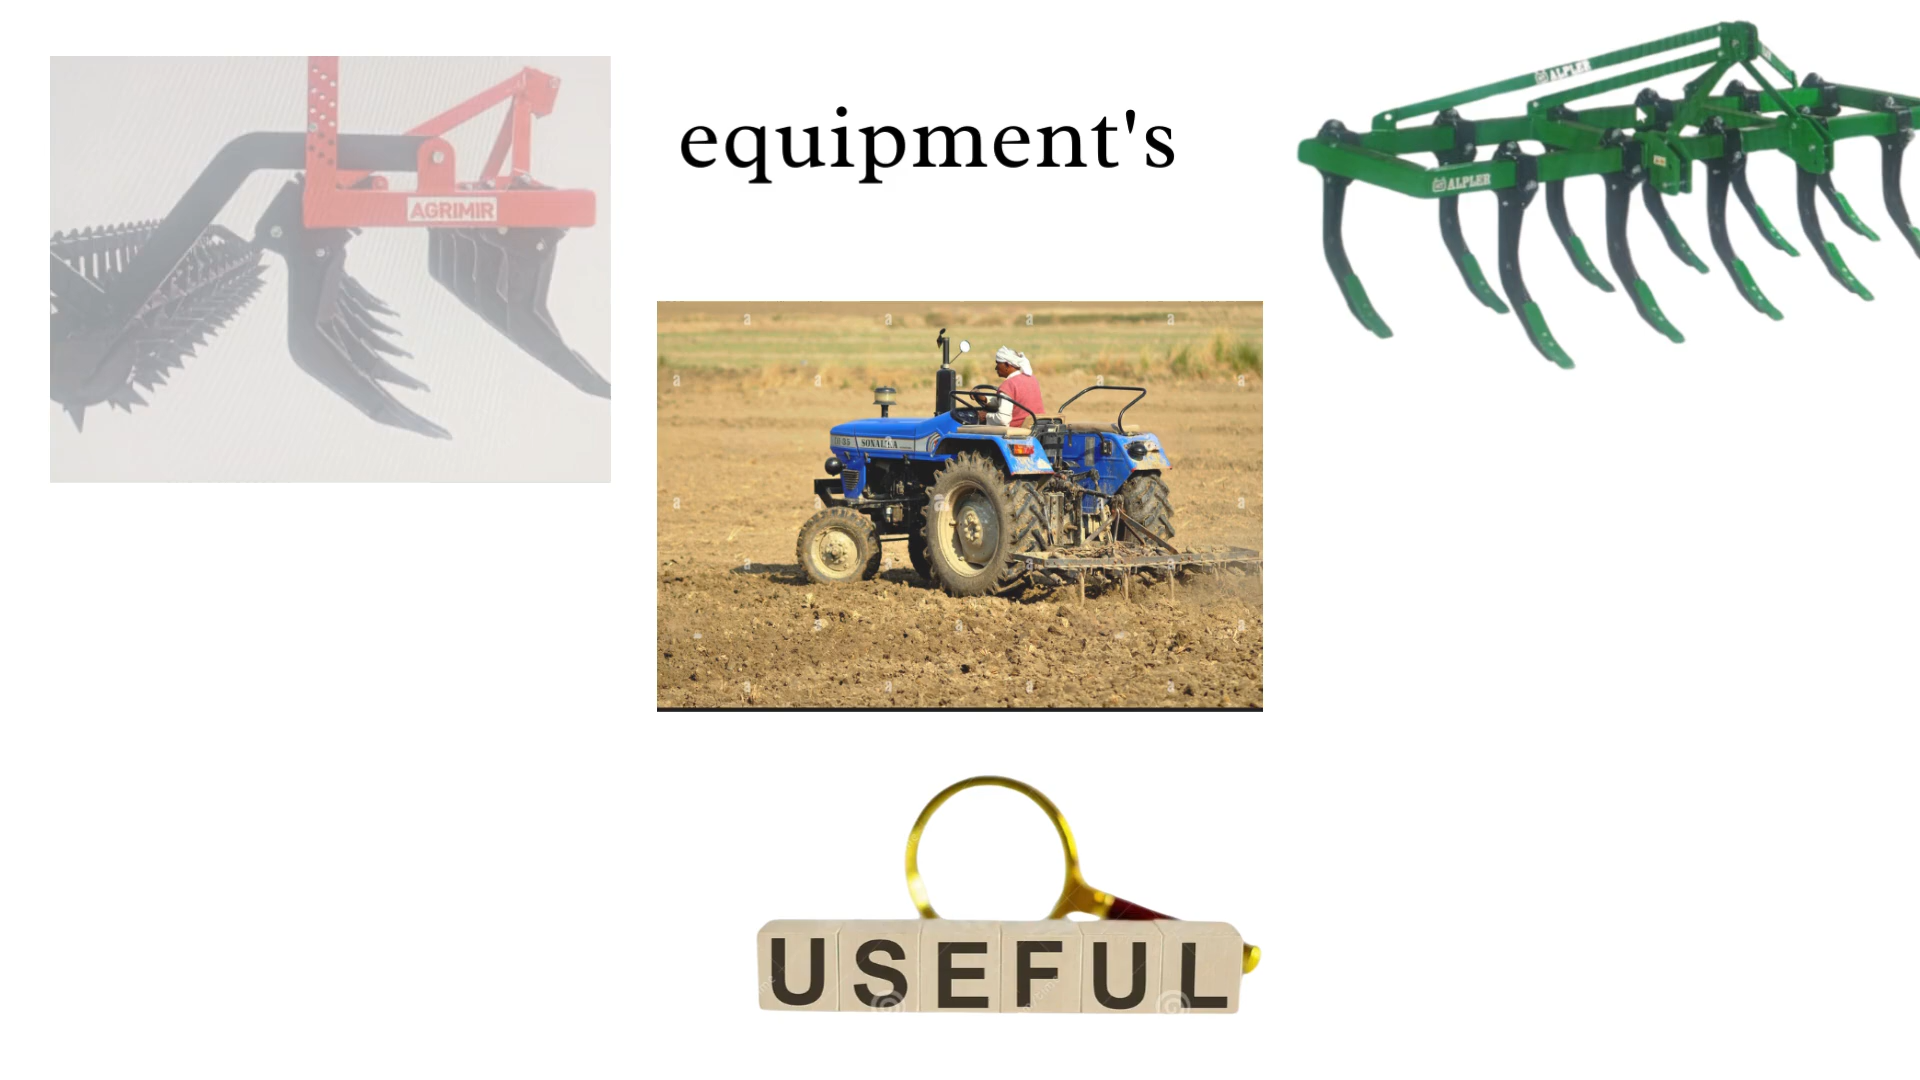 equipment's
ALPLER
ALPLER
AGRIMIR
SONALIKA
USEFUL